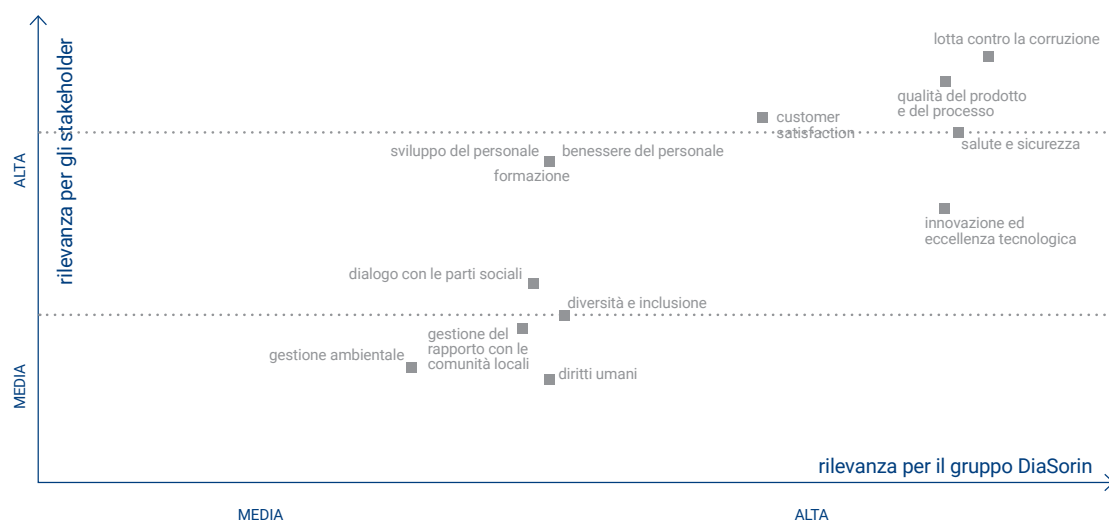 lotta contro la corruzione
qualità del prodotto
e del processo
customer
satisfaction
salute e sicurezza
sviluppo del personale
benessere del personale
formazione
innovazione ed
eccellenza tecnologica
dialogo con le parti sociali
diversità e inclusione
gestione del
rapporto con le
comunità locali
gestione ambientale
diritti umani
ALTA
MEDIA
rilevanza per gli stakeholder
rilevanza per il gruppo DiaSorin
MEDIA
ALTA